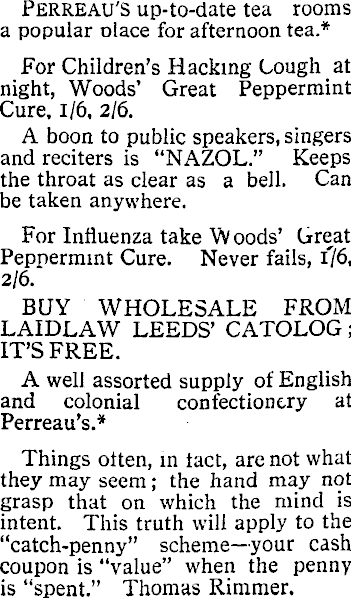 PERREAU'S up-to-date tea rooms
a popular place for afternoon tea.*
For Children's Hacking Cough at
night, Woods' Great Peppermint
Cure, 1/6, 2/6.
A boon to public speakers, singers
and reciters is "NAZOL." Keeps
the throat as clear as a bell. Can
be taken anywhere.
For Influenza take Woods' Great
Peppermint Cure. Never fails, 1/6,
2/6.
BUY WHOLESALE FROM
LAIDLAW LEEDS' CATOLOG;
IT'S FREE.
A well assorted supply of English
and colonial confectionery at
Perreau's.*
Things often, in fact, are not what
they may seem; the hand may not
grasp that on which the mind is
intent. This truth will apply to the
"catch-penny" scheme—your cash
coupon is "value" when the penny
is "spent." Thomas Rimmer.